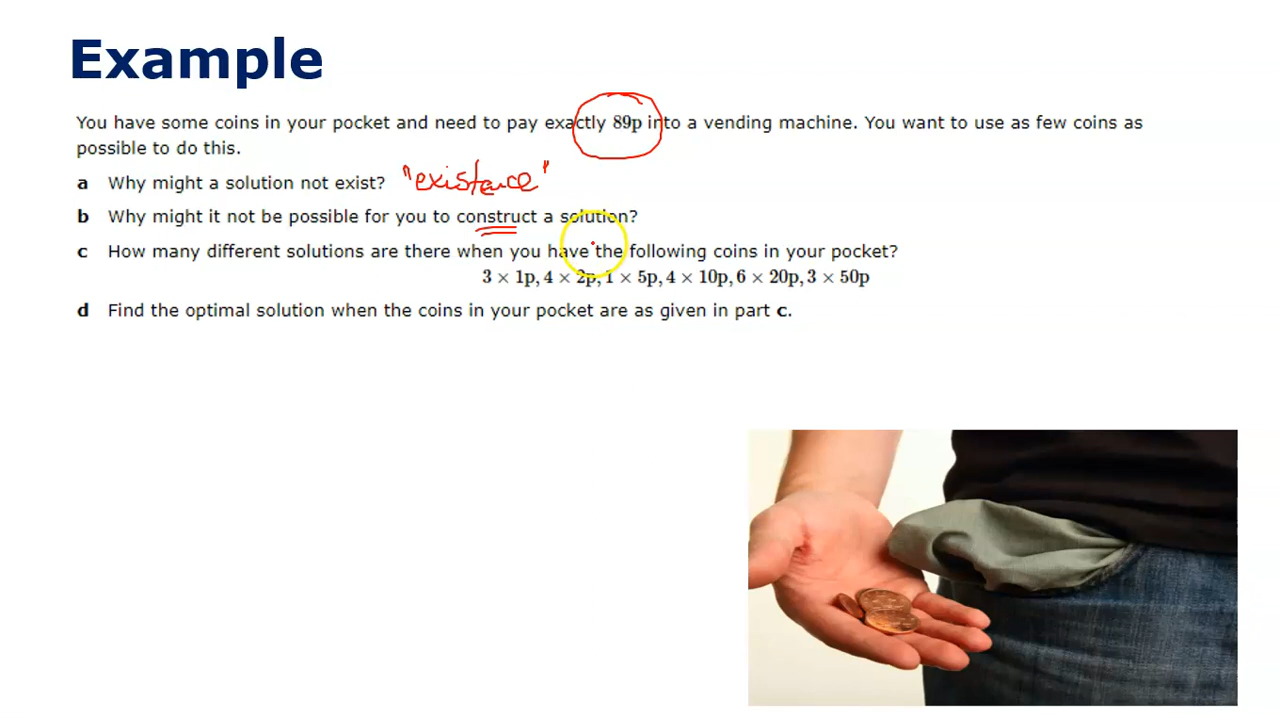 Example
You have some coins in your pocket and need to pay exactly 89p into a vending machine. You want to use as few coins as
possible to do this.
a Why might a solution not exist? "existence"
b Why might it not be possible for you to construct a solution?
c How many different solutions are there when you have the following coins in your pocket?
3 × 1p, 4 × 2p, 1 × 5p, 4 × 10p, 6 × 20p, 3 × 50p
d Find the optimal solution when the coins in your pocket are as given in part c.